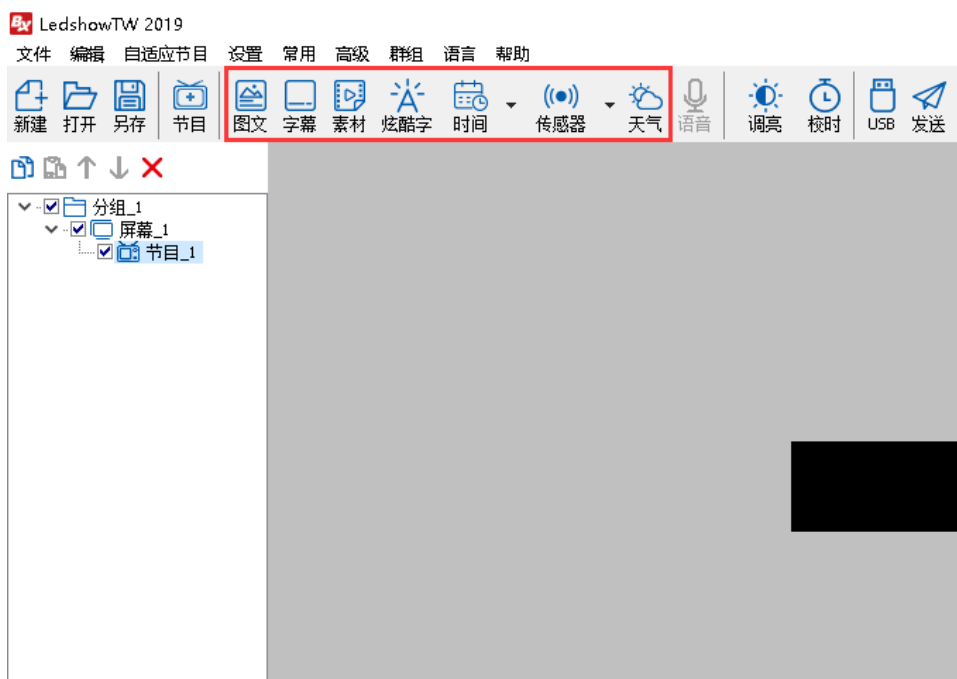 BX LedshowTW 2019
文件 编辑 自适应节目 设置 常用 高级 群组 语言 帮助
新建 打开 另存 节目 图文 字幕 素材 炫酷字 时间 传感器 天气 语音 调亮 校时 USB 发送
分组_1
屏幕_1
节目_1